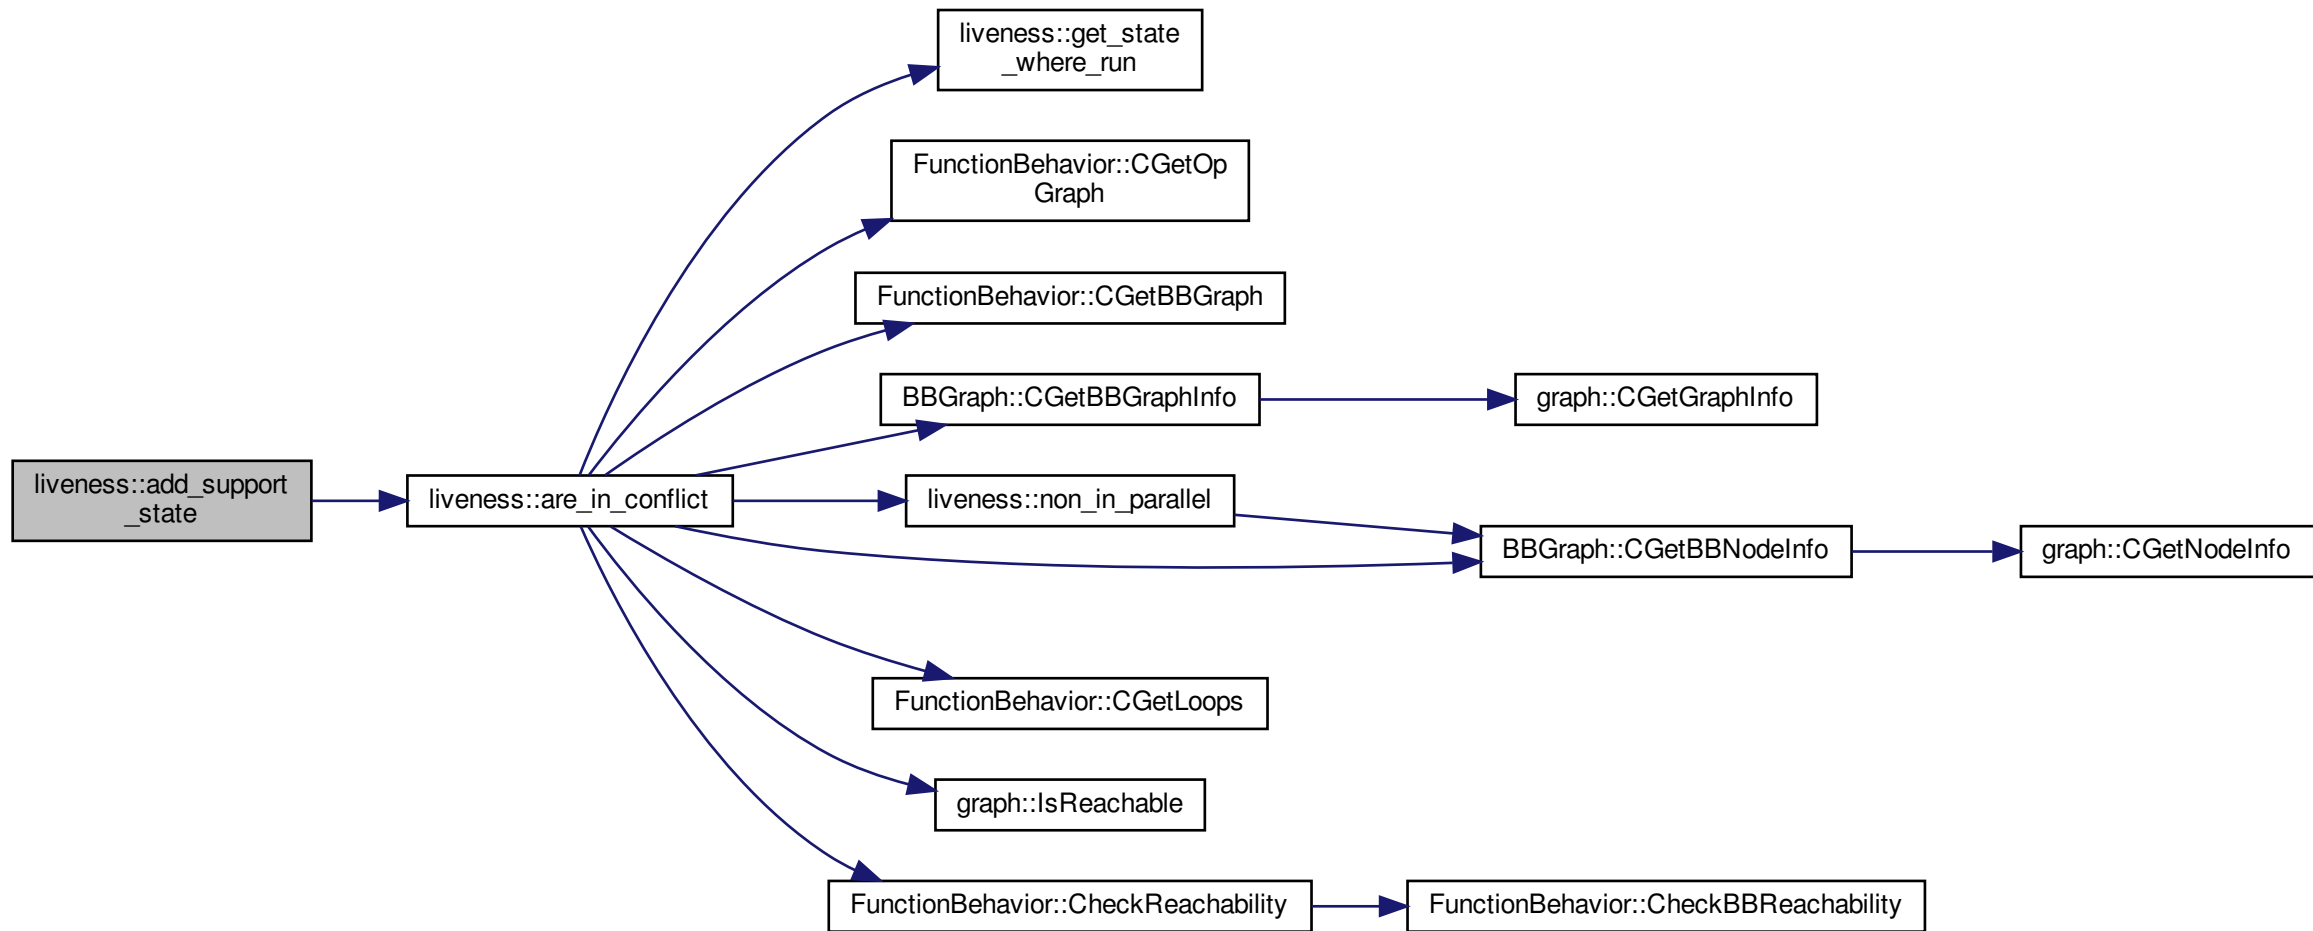 liveness::get_state
_where_run
FunctionBehavior::CGetOp
Graph
FunctionBehavior::CGetBBGraph
BBGraph::CGetBBGraphInfo
graph::CGetGraphInfo
liveness::add_support
_state
liveness::are_in_conflict
liveness::non_in_parallel
BBGraph::CGetBBNodeInfo
graph::CGetNodeInfo
FunctionBehavior::CGetLoops
graph::IsReachable
FunctionBehavior::CheckReachability
FunctionBehavior::CheckBBReachability